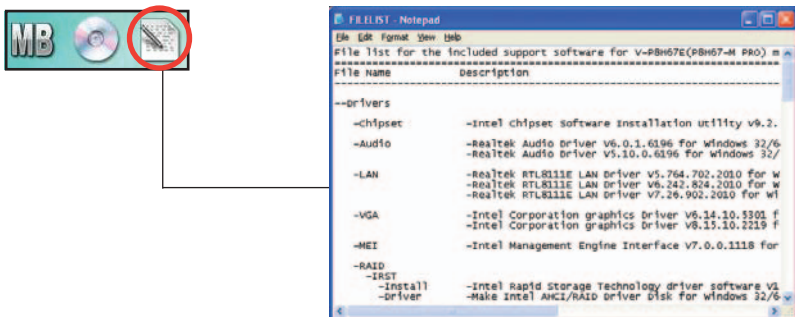 MB
FILELIST - Notepad
File Edit Format View Help
File list for the included support software for V-P8H67E(P8H67-M PRO) m
File Name Description
--Drivers
-Chipset -Intel Chipset Software Installation Utility V9.2.
-Audio -Realtek Audio Driver V6.0.1.6196 for Windows 32/6
-Realtek Audio Driver V5.10.0.6196 for Windows 32/
-LAN -Realtek RTL8111E LAN Driver V5.764.702.2010 for W
-Realtek RTL8111E LAN Driver V6.242.824.2010 for W
-Realtek RTL8111E LAN Driver V7.26.902.2010 for Wi
-VGA -Intel Corporation graphics Driver V6.14.10.5301 f
-Intel Corporation graphics Driver V8.15.10.2219 f
-MEI -Intel Management Engine Interface V7.0.0.1118 for
-RAID
-IRST
-Install -Intel Rapid Storage Technology driver software V1
-Driver -Make Intel AHCI/RAID Driver Disk for Windows 32/6